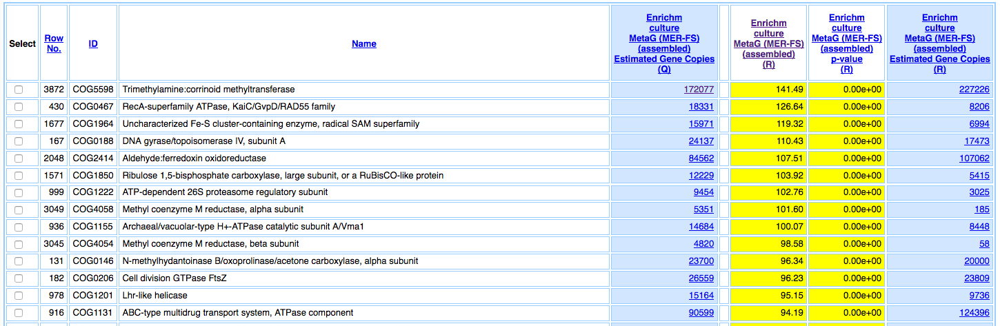 Select Row No. ID Name Enrichm culture MetaG (MER-FS) (assembled) Estimated Gene Copies (Q) Enrichm culture MetaG (MER-FS) (assembled) (R) Enrichm culture MetaG (MER-FS) (assembled) p-value (R) Enrichm culture MetaG (MER-FS) (assembled) Estimated Gene Copies (R)
3872 COG5598 Trimethylamine:corrinoid methyltransferase 172077 141.49 0.00e+00 227226
430 COG0467 RecA-superfamily ATPase, KaiC/GvpD/RAD55 family 18331 126.64 0.00e+00 8206
1677 COG1964 Uncharacterized Fe-S cluster-containing enzyme, radical SAM superfamily 15971 119.32 0.00e+00 6994
167 COG0188 DNA gyrase/topoisomerase IV, subunit A 24137 110.43 0.00e+00 17473
2048 COG2414 Aldehyde:ferredoxin oxidoreductase 84562 107.51 0.00e+00 107062
1571 COG1850 Ribulose 1,5-bisphosphate carboxylase, large subunit, or a RuBisCO-like protein 12229 103.92 0.00e+00 5415
999 COG1222 ATP-dependent 26S proteasome regulatory subunit 9454 102.76 0.00e+00 3025
3049 COG4058 Methyl coenzyme M reductase, alpha subunit 5351 101.60 0.00e+00 185
936 COG1155 Archaeal/vacuolar-type H+-ATPase catalytic subunit A/Vma1 14684 100.07 0.00e+00 8448
3045 COG4054 Methyl coenzyme M reductase, beta subunit 4820 98.58 0.00e+00 58
131 COG0146 N-methylhydantoinase B/oxoprolinase/acetone carboxylase, alpha subunit 23700 96.34 0.00e+00 20000
182 COG0206 Cell division GTPase FtsZ 26559 96.23 0.00e+00 23809
978 COG1201 Lhr-like helicase 15164 95.15 0.00e+00 9736
916 COG1131 ABC-type multidrug transport system, ATPase component 90599 94.19 0.00e+00 124396